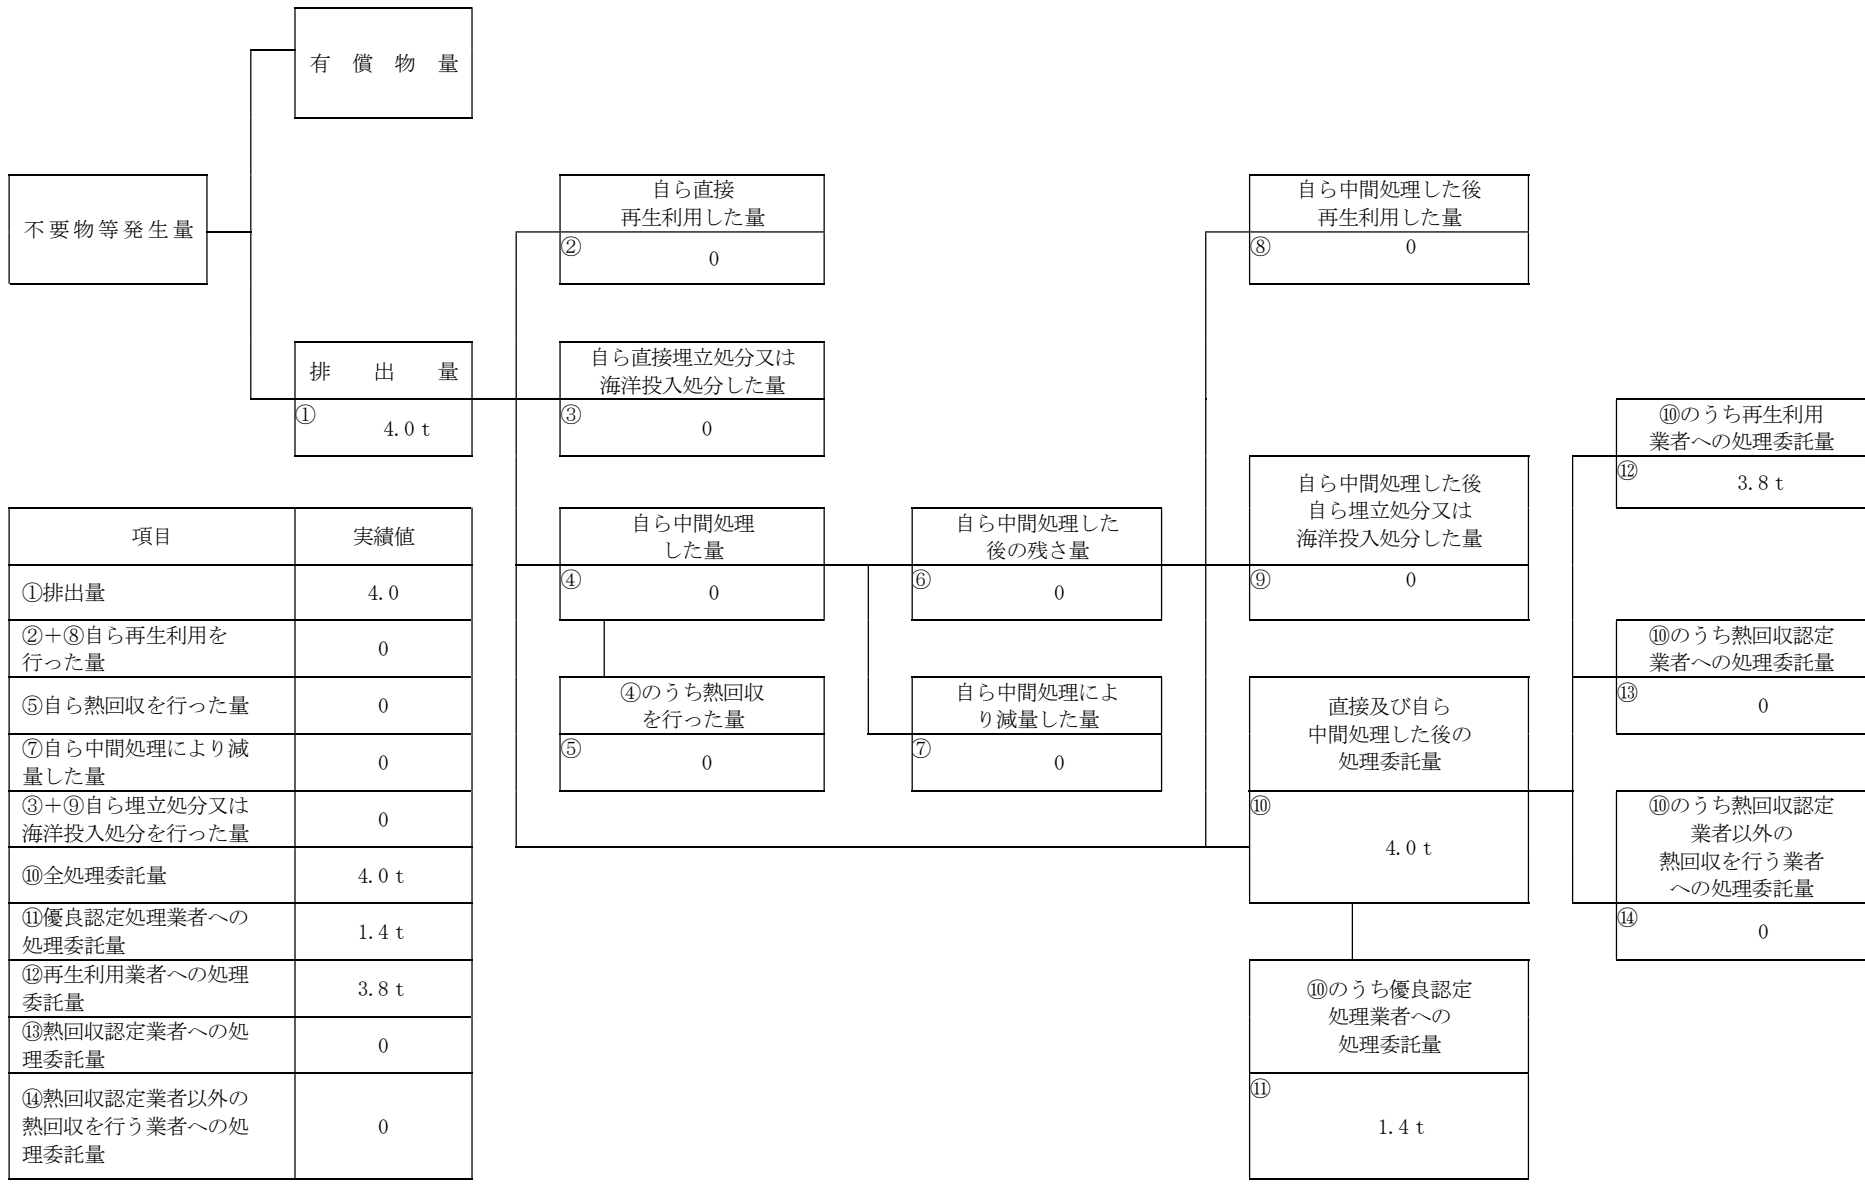 有償物量
不要物等発生量
排出量
①
4.0 t
自ら直接
再生利用した量
②
0
自ら直接埋立処分又は
海洋投入処分した量
③
0
自ら中間処理
した量
④
0
④のうち熱回収
を行った量
⑤
0
自ら中間処理した
後の残さ量
⑥
0
自ら中間処理によ
り減量した量
⑦
0
自ら中間処理した後
再生利用した量
⑧
0
自ら中間処理した後
自ら埋立処分又は
海洋投入処分した量
⑨
0
直接及び自ら
中間処理した後の
処理委託量
⑩
4.0 t
⑩のうち優良認定
処理業者への
処理委託量
⑪
1.4 t
⑩のうち再生利用
業者への処理委託量
⑫
3.8 t
⑩のうち熱回収認定
業者への処理委託量
⑬
0
⑩のうち熱回収認定
業者以外の
熱回収を行う業者
への処理委託量
⑭
0
項目 実績値
①排出量 4.0
②＋⑧自ら再生利用を
行った量
0
⑤自ら熱回収を行った量 0
⑦自ら中間処理により減
量した量
0
③＋⑨自ら埋立処分又は
海洋投入処分を行った量
0
⑩全処理委託量 4.0 t
⑪優良認定処理業者への
処理委託量
1.4 t
⑫再生利用業者への処理
委託量
3.8 t
⑬熱回収認定業者への処
理委託量
0
⑭熱回収認定業者以外の
熱回収を行う業者への処
理委託量
0